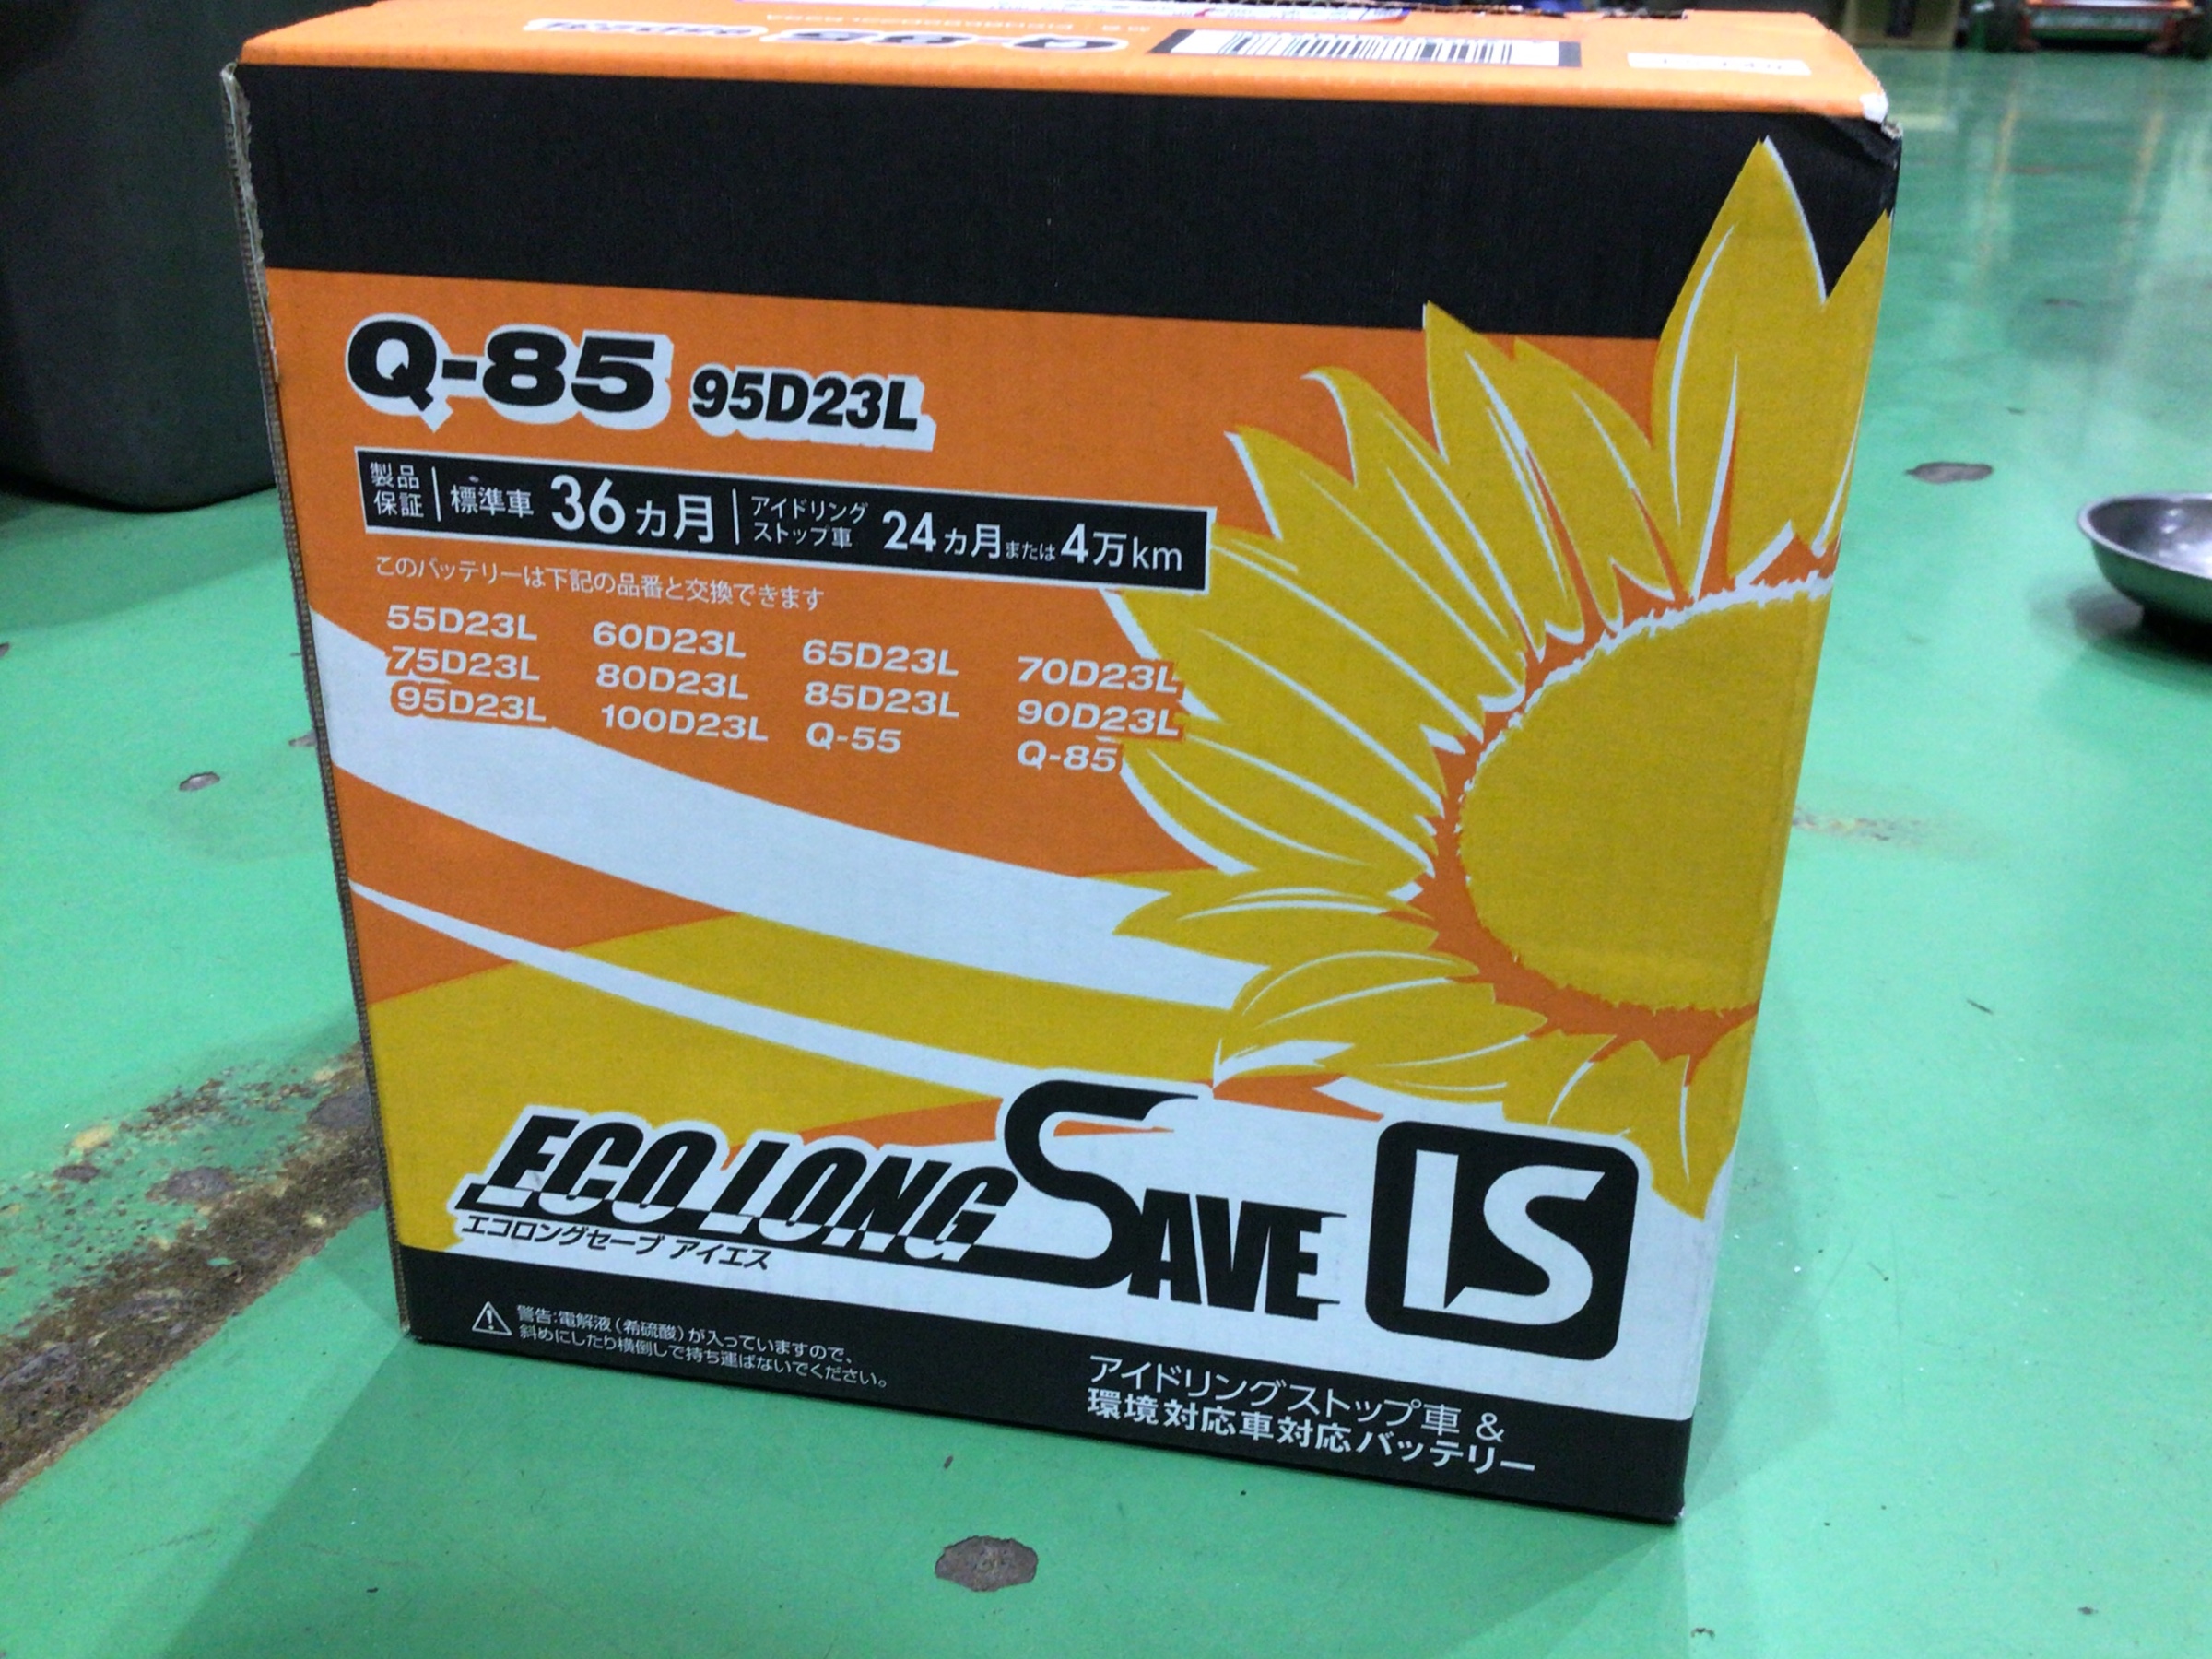 Q-85
Q-85 95D23L
製品保証 標準車 36ヵ月 アイドリングストップ車 24ヵ月または4万km
このバッテリーは下記の品番と交換できます
55D23L 60D23L 65D23L 70D23L
75D23L 80D23L 85D23L 90D23L
95D23L 100D23L Q-55 Q-85
ECO LONG SAVE IS
エコロングセーブ アイエス
警告:電解液(希硫酸)が入っていますので、
斜めにしたり横倒しで持ち運ばないでください。
アイドリングストップ車 &
環境対応車対応バッテリー